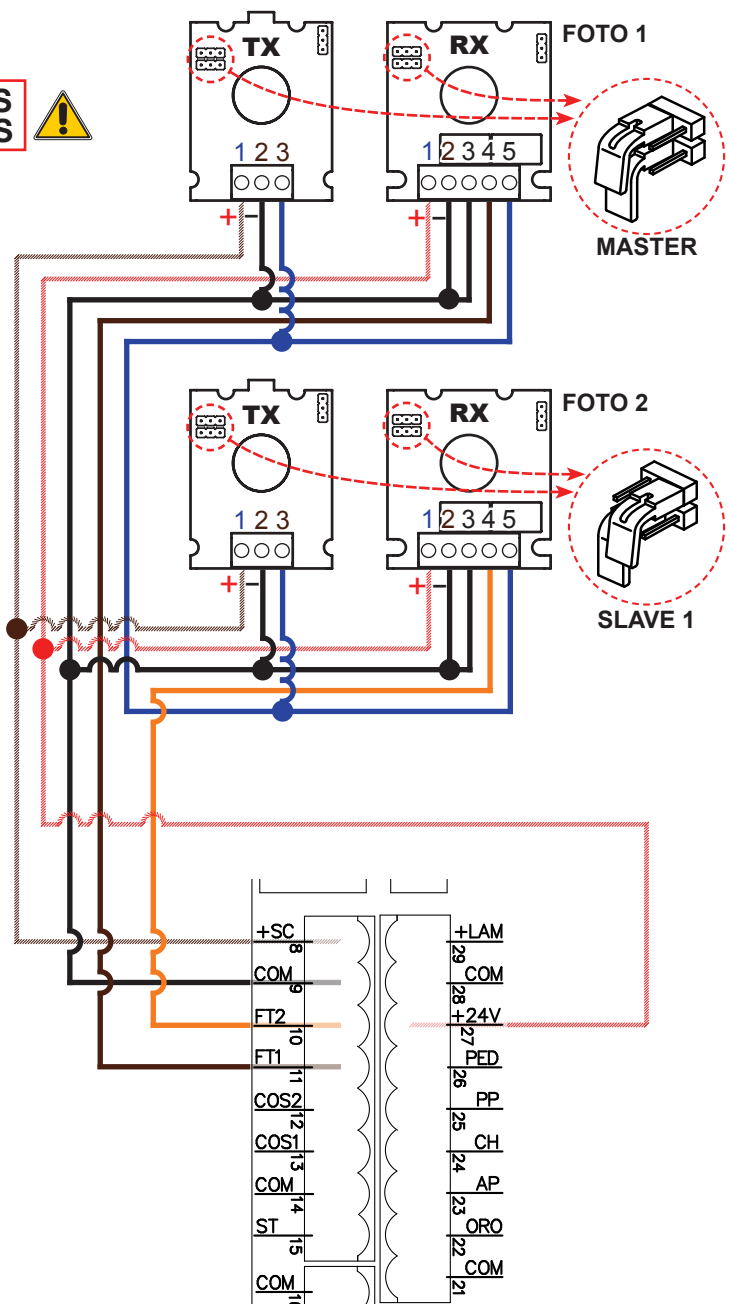 TX
RX
FOTO 1
S
S
1 2 3
1 2 3 4 5
+ -
+ -
MASTER
TX
RX
FOTO 2
1 2 3
1 2 3 4 5
+ -
+ -
SLAVE 1
+SC 8
+LAM 29
COM 9
COM 28
FT2 10
+24V 27
FT1 11
PED 26
COS2 12
PP 25
COS1 13
CH 24
COM 14
AP 23
ST 15
ORO 22
COM
COM 21